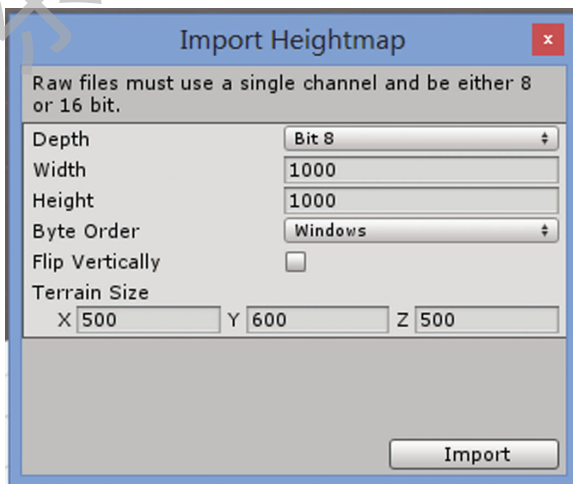 Import Heightmap
x
Raw files must use a single channel and be either 8
or 16 bit.
Depth Bit 8
Width 1000
Height 1000
Byte Order Windows
Flip Vertically
Terrain Size
X 500 Y 600 Z 500
Import